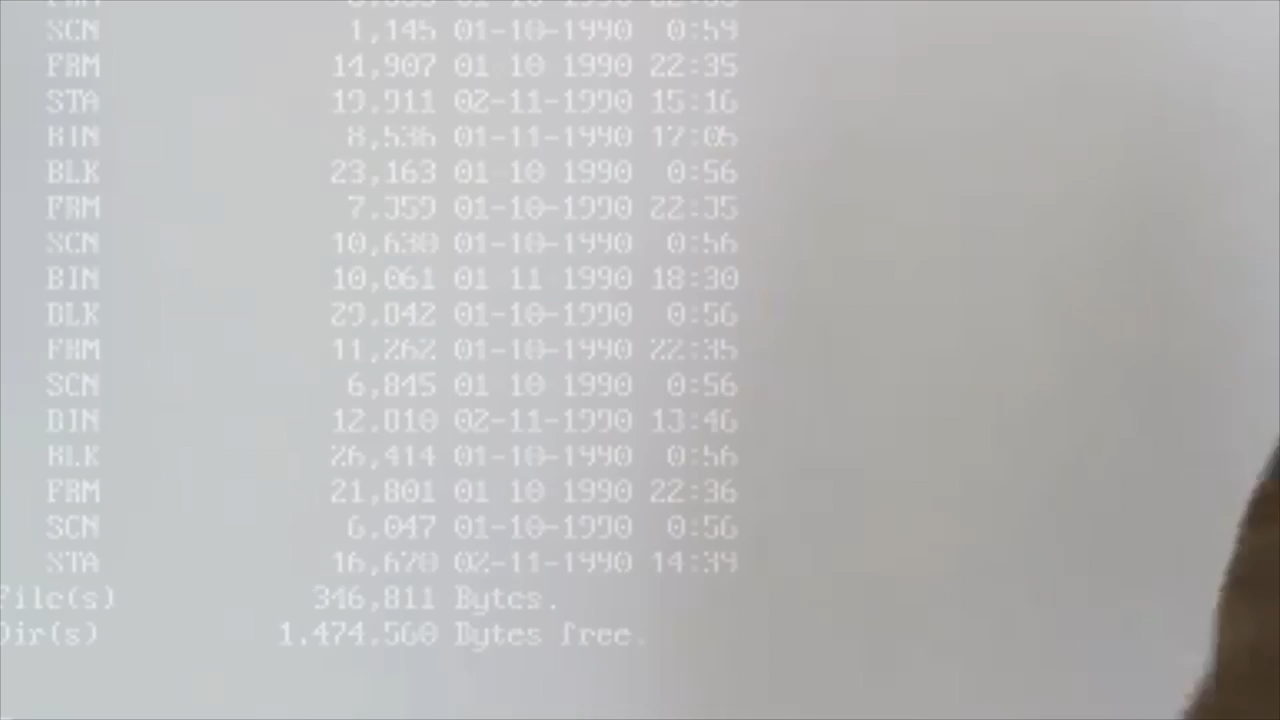 SCN 1,145 01-10-1990 0:59
FRM 14,907 01-10-1990 22:35
STA 19,911 02-11-1990 15:16
BIN 8,536 01-11-1990 17:05
BLK 23,163 01-10-1990 0:56
FRM 7,359 01-10-1990 22:35
SCN 10,630 01-10-1990 0:56
BIN 10,061 01-11-1990 18:30
BLK 29,042 01-10-1990 0:56
FRM 11,262 01-10-1990 22:35
SCN 6,845 01-10-1990 0:56
BIN 12,010 02-11-1990 13:46
BLK 26,414 01-10-1990 0:56
FRM 21,801 01-10-1990 22:36
SCN 6,047 01-10-1990 0:56
STA 16,670 02-11-1990 14:39
File(s) 346,811 Bytes.
Dir(s) 1,474,560 Bytes free.